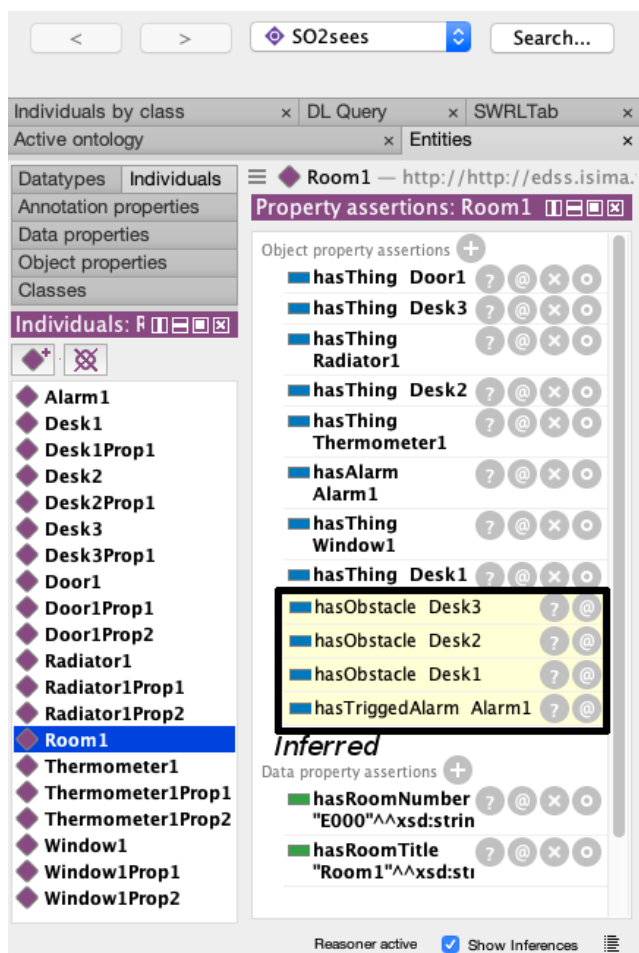 < > SO2sees Search...
Individuals by class × DL Query × SWRLTab ×
Active ontology × Entities ×
Datatypes Individuals
Annotation properties
Data properties
Object properties
Classes
Individuals: R
Alarm1
Desk1
Desk1Prop1
Desk2
Desk2Prop1
Desk3
Desk3Prop1
Door1
Door1Prop1
Door1Prop2
Radiator1
Radiator1Prop1
Radiator1Prop2
Room1
Thermometer1
Thermometer1Prop1
Thermometer1Prop2
Window1
Window1Prop1
Window1Prop2
Room1 — http://http://edss.isima.
Property assertions: Room1
Object property assertions
hasThing Door1 ? @
hasThing Desk3 ? @
hasThing ? @
Radiator1
hasThing Desk2 ? @
hasThing ? @
Thermometer1
hasAlarm ? @
Alarm1
hasThing ? @
Window1
hasThing Desk1 ? @
hasObstacle Desk3 ? @
hasObstacle Desk2 ? @
hasObstacle Desk1 ? @
hasTriggedAlarm Alarm1 ? @
Inferred
Data property assertions
hasRoomNumber ? @
"E000"^^xsd:strin
hasRoomTitle ? @
"Room1"^^xsd:sti
Reasoner active Show Inferences